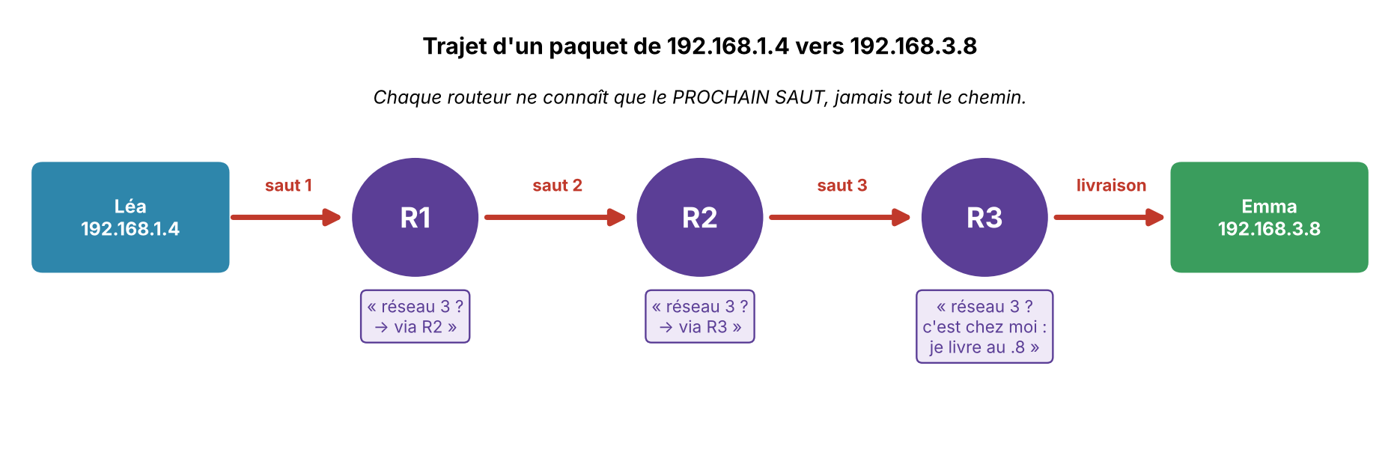 Trajet d'un paquet de 192.168.1.4 vers 192.168.3.8
Chaque routeur ne connaît que le PROCHAIN SAUT, jamais tout le chemin.
Léa
192.168.1.4
saut 1
R1
saut 2
R2
saut 3
R3
livraison
Emma
192.168.3.8
« réseau 3 ?
→ via R2 »
« réseau 3 ?
→ via R3 »
« réseau 3 ?
c'est chez moi :
je livre au .8 »